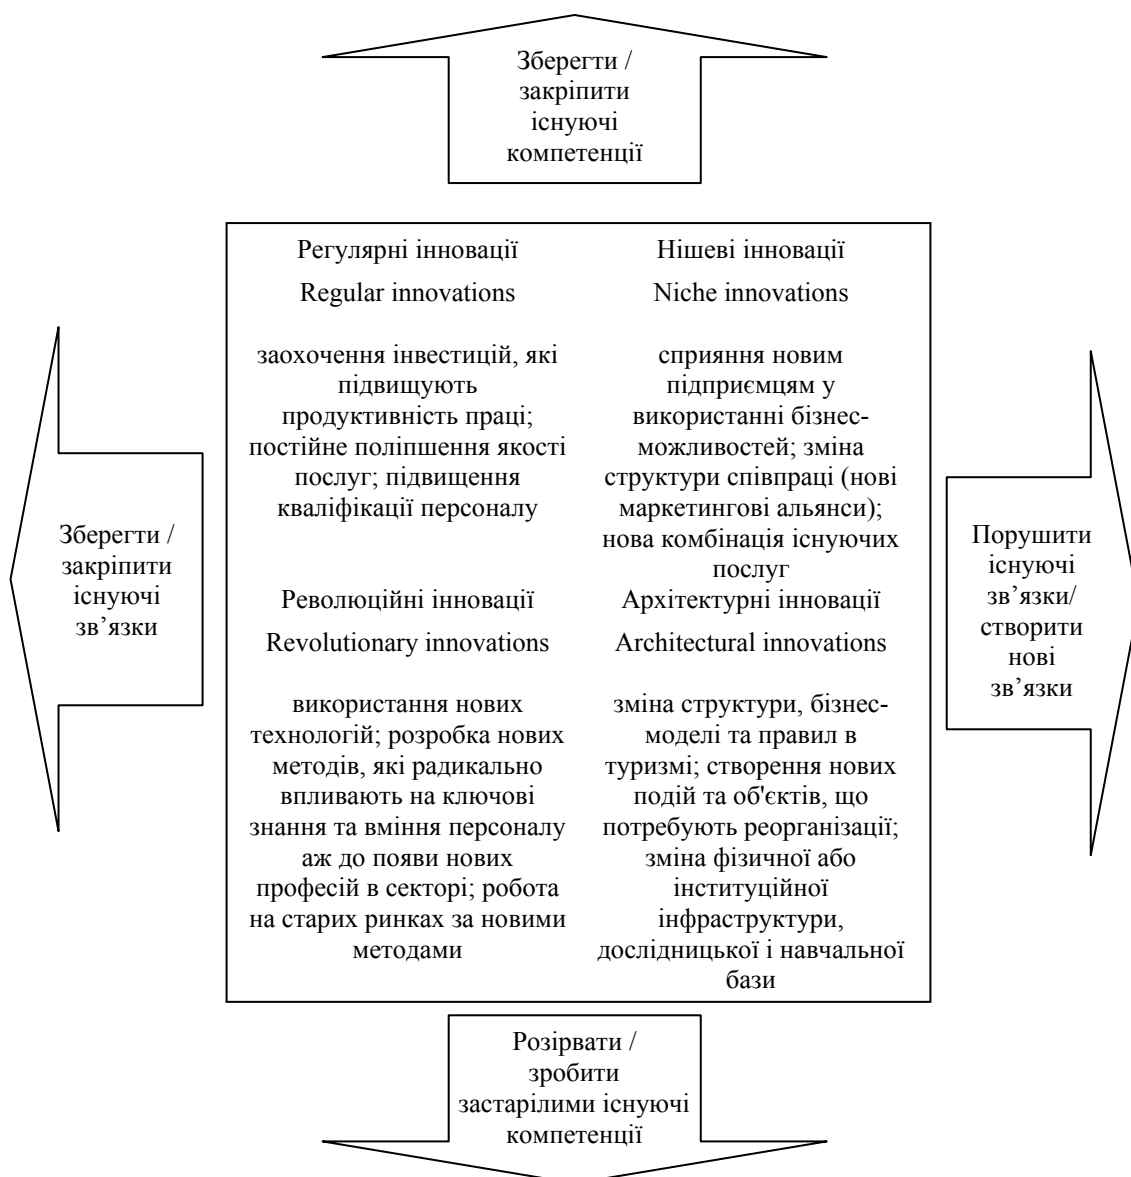 Зберегти /
закріпити
існуючі
компетенції
Регулярні інновації
Regular innovations
заохочення інвестицій, які
підвищують
продуктивність праці;
постійне поліпшення якості
послуг; підвищення
кваліфікації персоналу
Нішеві інновації
Niche innovations
сприяння новим
підприємцям у
використанні бізнес-
можливостей; зміна
структури співпраці (нові
маркетингові альянси);
нова комбінація існуючих
послуг
Зберегти /
закріпити
існуючі
зв’язки
Порушити
існуючі
зв’язки/
створити
нові
зв’язки
Революційні інновації
Revolutionary innovations
використання нових
технологій; розробка нових
методів, які радикально
впливають на ключові
знання та вміння персоналу
аж до появи нових
професій в секторі; робота
на старих ринках за новими
методами
Архітектурні інновації
Architectural innovations
зміна структури, бізнес-
моделі та правил в
туризмі; створення нових
подій та об'єктів, що
потребують реорганізації;
зміна фізичної або
інституційної
інфраструктури,
дослідницької і навчальної
бази
Розірвати /
зробити
застарілими існуючі
компетенції